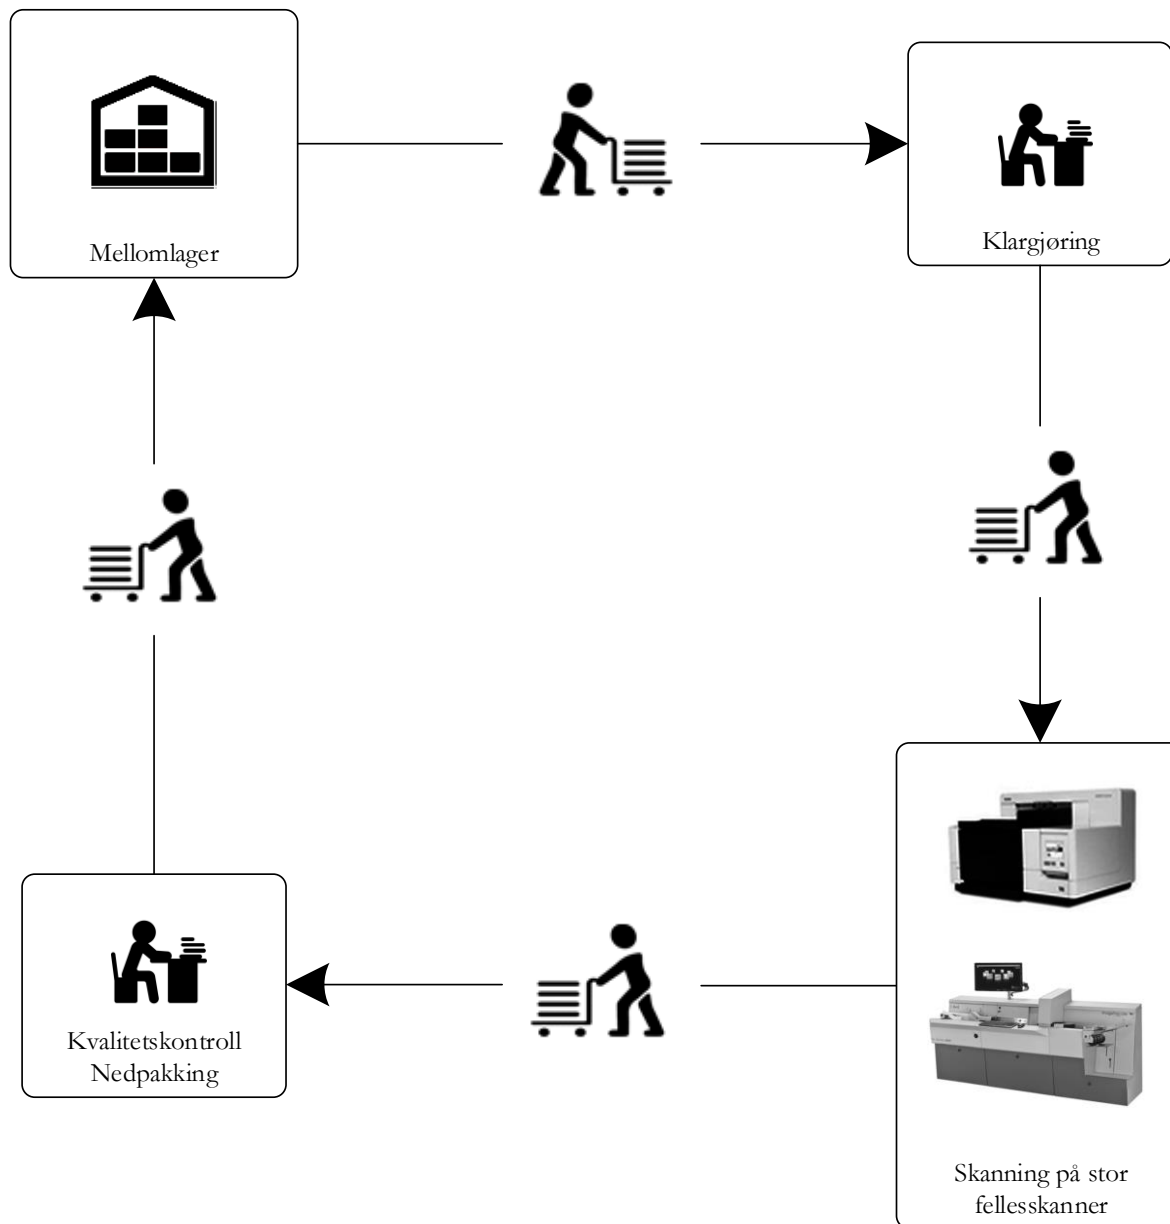 Mellomlager
Klargjøring
Kvalitetskontroll
Nedpakking
Skanning på stor
fellesskanner